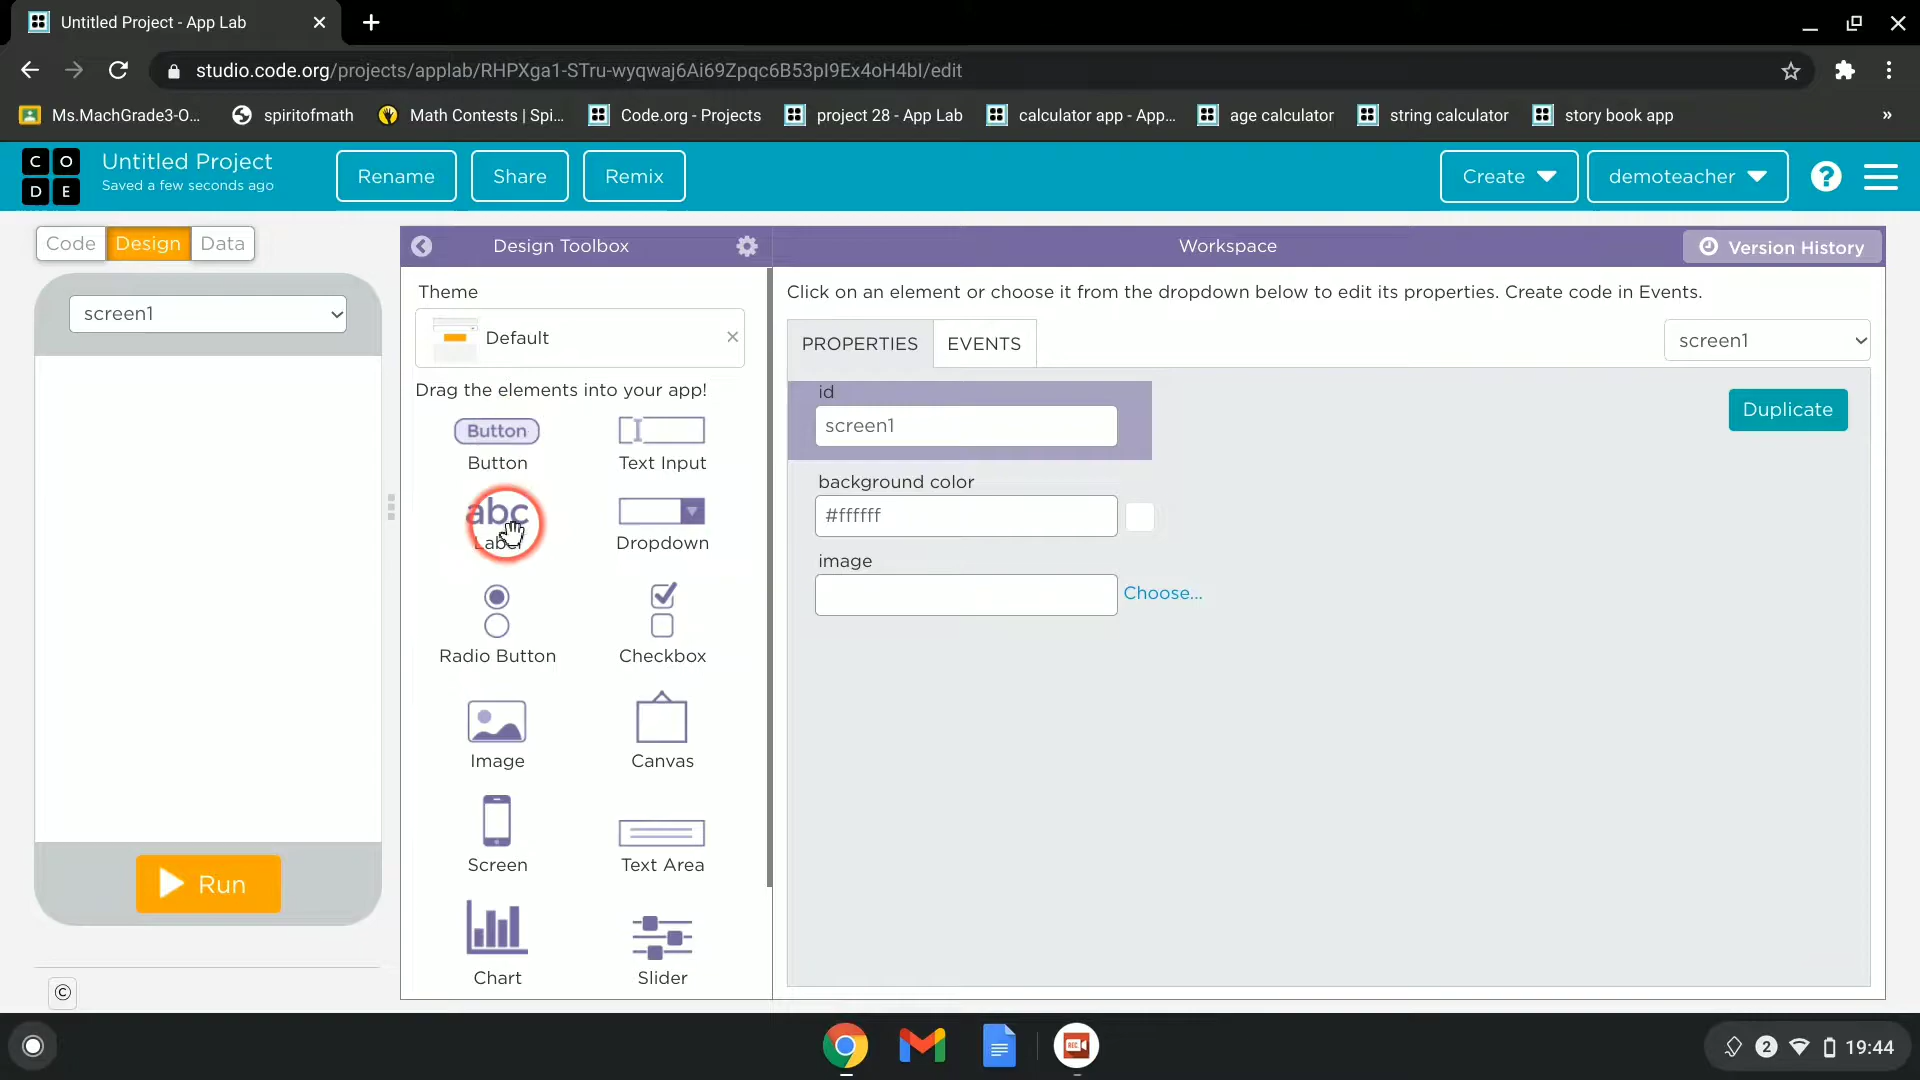 Untitled Project - App Lab
studio.code.org/projects/applab/RHPXga1-STru-wyqwaj6Ai69Zpqc6B53pI9Ex4oH4bI/edit
Ms.MachGrade3-O... spiritofmath Math Contests | Spi... Code.org - Projects project 28 - App Lab calculator app - App... age calculator string calculator story book app »
C O
D E
Untitled Project
Saved a few seconds ago
Rename Share Remix Create demoteacher ?
Code Design Data
Design Toolbox Workspace Version History
screen1
Theme
Default
Drag the elements into your app!
Button
Button
Text Input
abc
Label
Dropdown
Radio Button
Checkbox
Image
Canvas
Screen
Text Area
Chart
Slider
Run
©
Click on an element or choose it from the dropdown below to edit its properties. Create code in Events.
PROPERTIES EVENTS screen1
id
screen1
Duplicate
background color
#ffffff
image
Choose...
REC
2 19:44